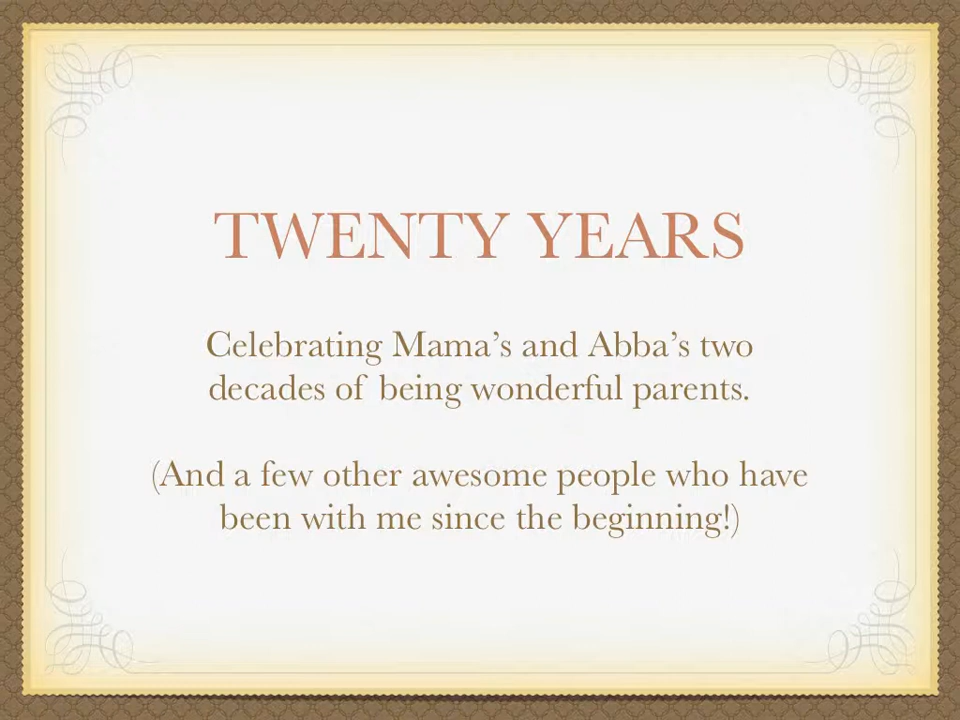 TWENTY YEARS
Celebrating Mama’s and Abba’s two
decades of being wonderful parents.
(And a few other awesome people who have
been with me since the beginning!)